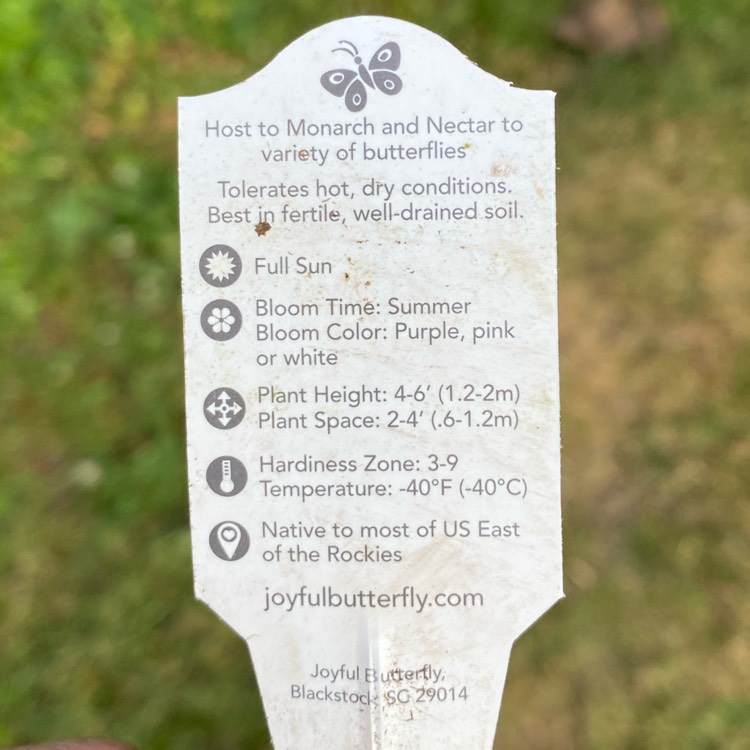 Host to Monarch and Nectar to
variety of butterflies
Tolerates hot, dry conditions.
Best in fertile, well-drained soil.
Full Sun
Bloom Time: Summer
Bloom Color: Purple, pink
or white
Plant Height: 4-6' (1.2-2m)
Plant Space: 2-4' (.6-1.2m)
Hardiness Zone: 3-9
Temperature: -40°F (-40°C)
Native to most of US East
of the Rockies
joyfulbutterfly.com
Joyful Butterfly,
Blackstock SC 29014